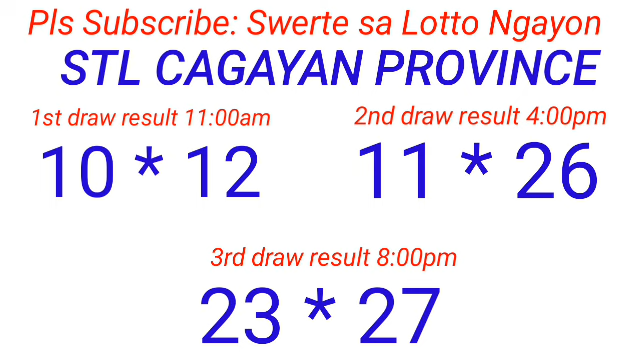 Pls Subscribe: Swerte sa Lotto Ngayon
STL CAGAYAN PROVINCE
1st draw result 11:00am
10 * 12
2nd draw result 4:00pm
11 * 26
3rd draw result 8:00pm
23 * 27